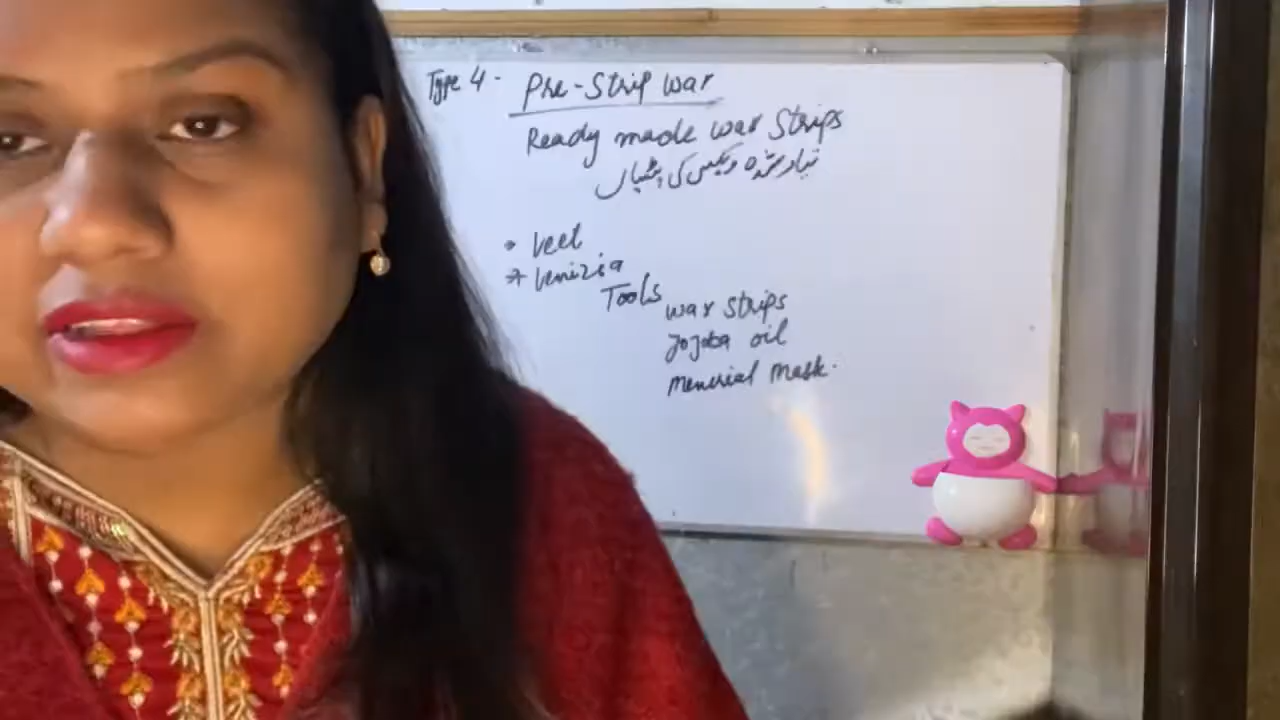 Type 4 - Pre-Strip wax
Ready made wax Strips
تیار شدہ ویکس کی پٹیاں
• Veet
* Venizia
Tools
wax strips
Jojoba oil
Menerial Mask.